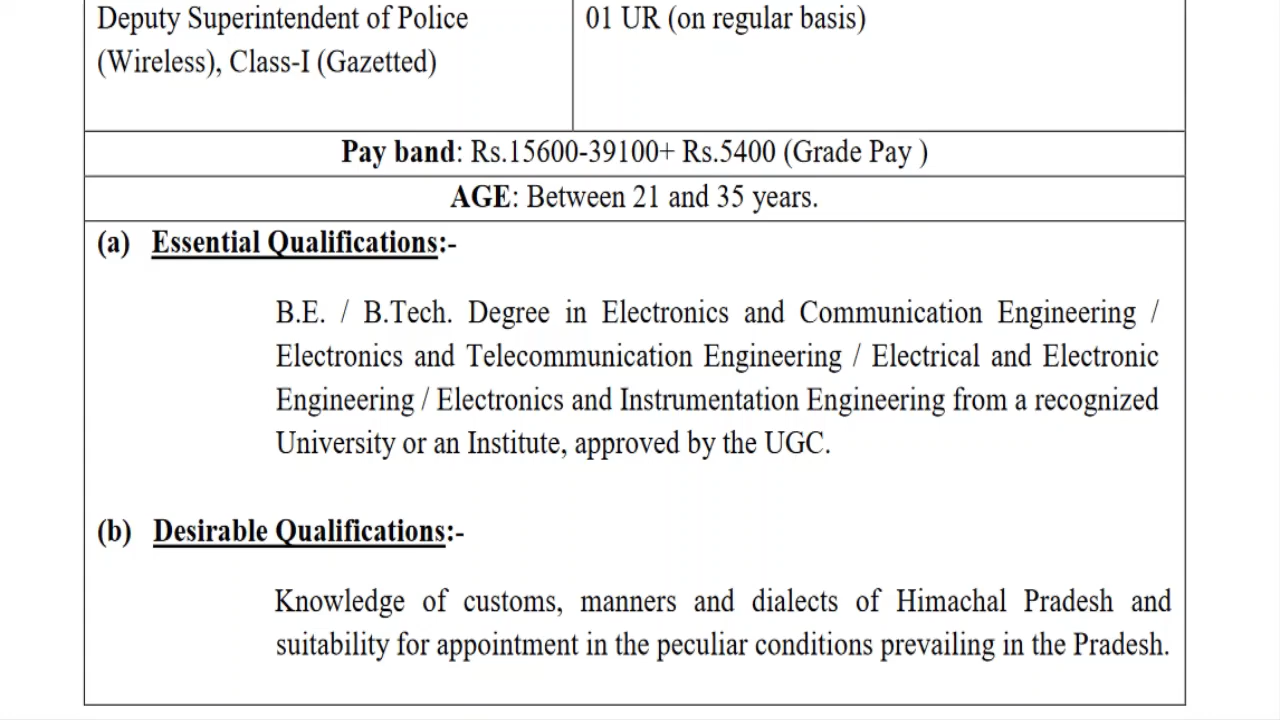 Deputy Superintendent of Police
(Wireless), Class-I (Gazetted)
01 UR (on regular basis)
Pay band: Rs.15600-39100+ Rs.5400 (Grade Pay )
AGE: Between 21 and 35 years.
(a) Essential Qualifications:-
B.E. / B.Tech. Degree in Electronics and Communication Engineering /
Electronics and Telecommunication Engineering / Electrical and Electronic
Engineering / Electronics and Instrumentation Engineering from a recognized
University or an Institute, approved by the UGC.
(b) Desirable Qualifications:-
Knowledge of customs, manners and dialects of Himachal Pradesh and
suitability for appointment in the peculiar conditions prevailing in the Pradesh.